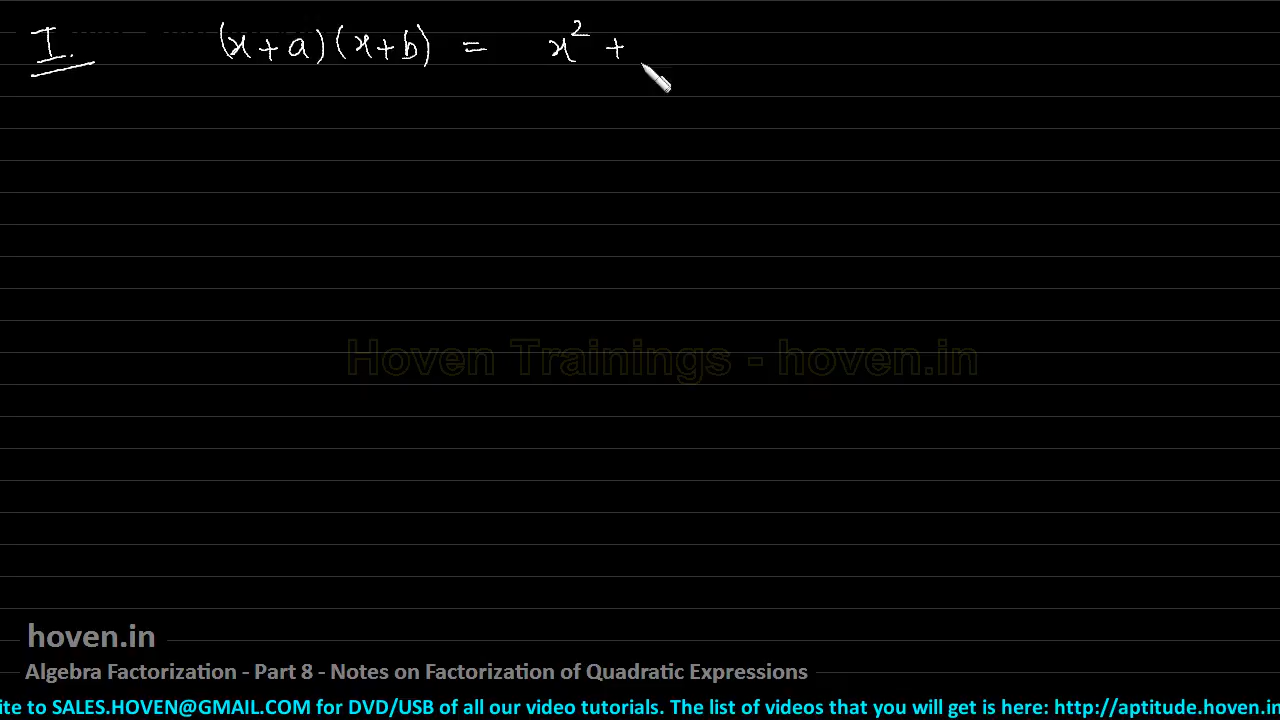 I. (x+a)(x+b) = x² +
Hoven Trainings - hoven.in
hoven.in
Algebra Factorization - Part 8 - Notes on Factorization of Quadratic Expressions
ite to SALES.HOVEN@GMAIL.COM for DVD/USB of all our video tutorials. The list of videos that you will get is here: http://aptitude.hoven.in